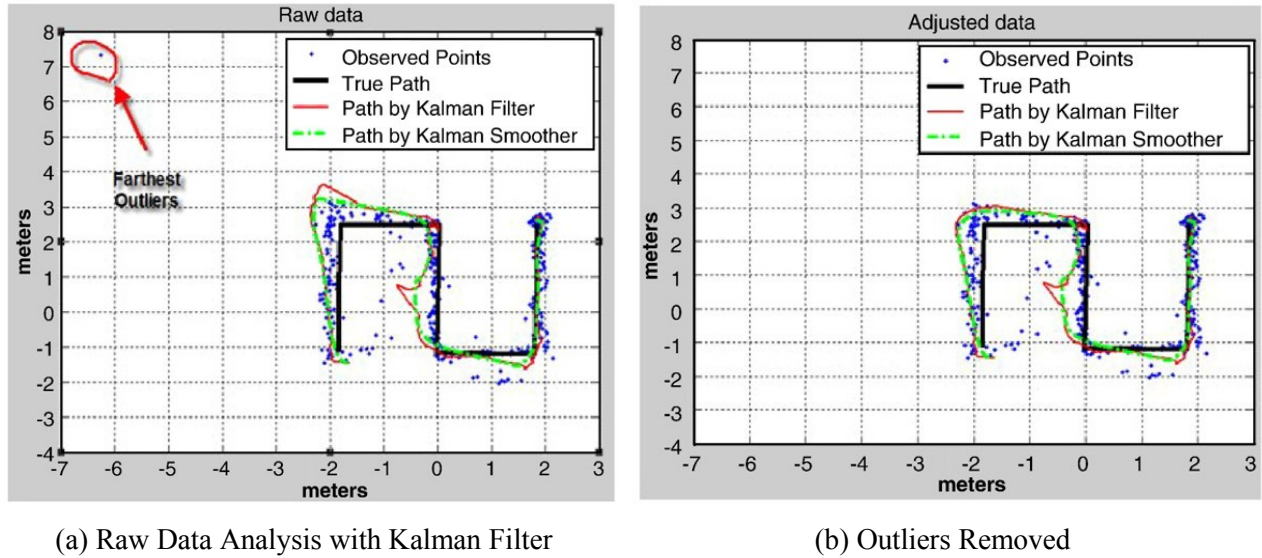 Raw data
8
7
6
5
4
3
2
1
0
-1
-2
-3
-4
meters
Observed Points
True Path
Path by Kalman Filter
Path by Kalman Smoother
Farthest
Outliers
-7 -6 -5 -4 -3 -2 -1 0 1 2 3
meters
(a) Raw Data Analysis with Kalman Filter
Adjusted data
8
7
6
5
4
3
2
1
0
-1
-2
-3
-4
meters
Observed Points
True Path
Path by Kalman Filter
Path by Kalman Smoother
-7 -6 -5 -4 -3 -2 -1 0 1 2 3
meters
(b) Outliers Removed